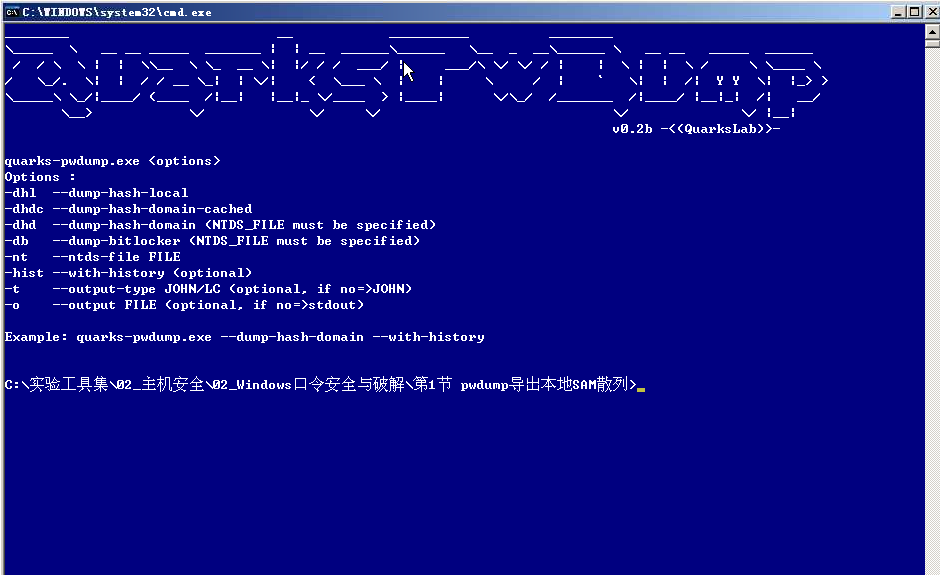 C:\WINDOWS\system32\cmd.exe
QuarksPwDump
v0.2b -<(QuarksLab)>-
quarks-pwdump.exe <options>
Options :
-dhl  --dump-hash-local
-dhdc --dump-hash-domain-cached
-dhd  --dump-hash-domain (NTDS_FILE must be specified)
-db   --dump-bitlocker (NTDS_FILE must be specified)
-nt   --ntds-file FILE
-hist --with-history (optional)
-t    --output-type JOHN/LC (optional, if no=>JOHN)
-o    --output FILE (optional, if no=>stdout)
Example: quarks-pwdump.exe --dump-hash-domain --with-history
C:\实验工具集\02_主机安全\02_Windows口令安全与破解\第1节 pwdump导出本地SAM散列>